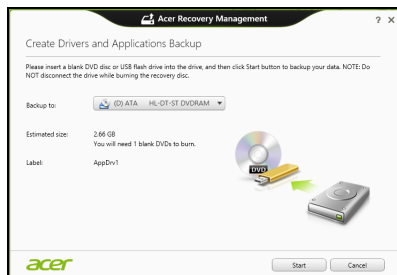 Acer Recovery Management
? X
Create Drivers and Applications Backup
Please insert a blank DVD disc or USB flash drive into the drive, and then click Start button to backup your data. NOTE: Do
NOT disconnect the drive while burning the recovery disc.
Backup to: (D) ATA HL-DT-ST DVDRAM
Estimated size: 2.66 GB
You will need 1 blank DVDs to burn.
Label: AppDrv1
DVD
acer Start Cancel